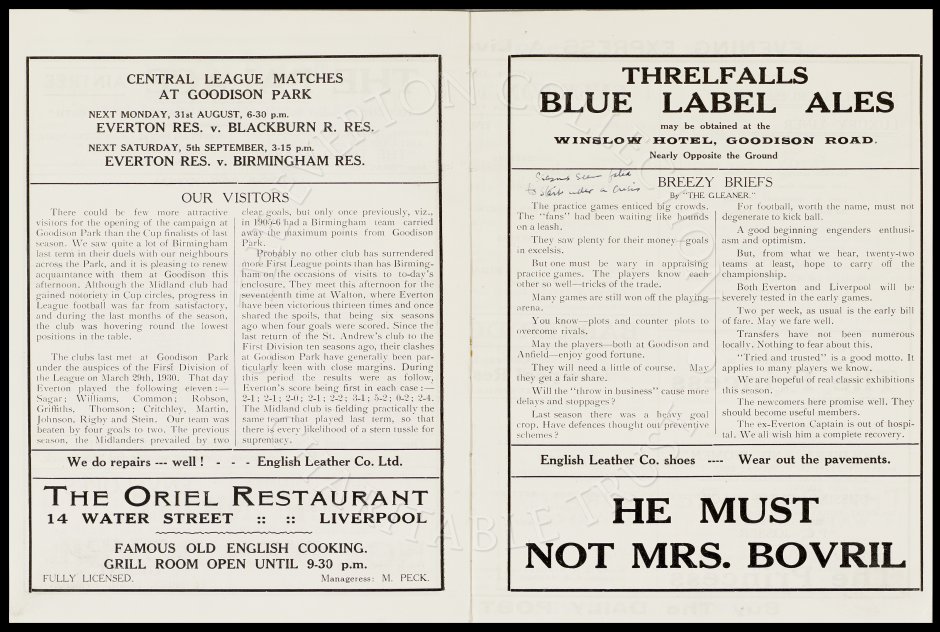 CENTRAL LEAGUE MATCHES
AT GOODISON PARK
NEXT MONDAY, 31st AUGUST, 6-30 p.m.
EVERTON RES. v. BLACKBURN R. RES.
NEXT SATURDAY, 5th SEPTEMBER, 3-15 p.m.
EVERTON RES. v. BIRMINGHAM RES.
OUR VISITORS
There could be few more attractive
visitors for the opening of the campaign at
Goodison Park than the Cup finalists of last
season. We saw quite a lot of Birmingham
last term in their duels with our neighbours
across the Park, and it is pleasing to renew
acquaintance with them at Goodison this
afternoon. Although the Midland club had
gained notoriety in Cup circles, progress in
League football was far from satisfactory,
and during the last months of the season,
the club was hovering round the lowest
positions in the table.
The clubs last met at Goodison Park
under the auspices of the First Division of
the League on March 29th, 1930. That day
Everton played the following eleven:—
Sagar; Williams, Common; Robson,
Griffiths, Thomson; Critchley, Martin,
Johnson, Rigby and Stein. Our team was
beaten by four goals to two. The previous
season, the Midlanders prevailed by two
clear goals, but only once previously, viz.,
in 1905-6 had a Birmingham team carried
away the maximum points from Goodison
Park.
Probably no other club has surrendered
more First League points than has Birming-
ham on the occasions of visits to to-day's
enclosure. They meet this afternoon for the
seventeenth time at Walton, where Everton
have been victorious thirteen times and once
shared the spoils, that being six seasons
ago when four goals were scored. Since the
last return of the St. Andrew's club to the
First Division ten seasons ago, their clashes
at Goodison Park have generally been par-
ticularly keen with close margins. During
this period the results were as follow,
Everton's score being first in each case:—
2-1; 2-1; 2-0; 2-1; 2-2; 3-1; 5-2; 0-2; 2-4.
The Midland club is fielding practically the
same team that played last term, so that
there is every likelihood of a stern tussle for
supremacy.
We do repairs --- well ! - - - English Leather Co. Ltd.
THE ORIEL RESTAURANT
14 WATER STREET :: :: LIVERPOOL
FAMOUS OLD ENGLISH COOKING.
GRILL ROOM OPEN UNTIL 9-30 p.m.
FULLY LICENSED. Manageress: M. PECK.
THRELFALLS
BLUE LABEL ALES
may be obtained at the
WINSLOW HOTEL, GOODISON ROAD.
Nearly Opposite the Ground
to under a
BREEZY BRIEFS
By "THE GLEANER."
The practice games enticed big crowds.
The "fans" had been waiting like hounds
on a leash.
They saw plenty for their money—goals
in excelsis.
But one must be wary in appraising
practice games. The players know each
other so well—tricks of the trade.
Many games are still won off the playing
arena.
You know—plots and counter plots to
overcome rivals.
May the players—both at Goodison and
Anfield—enjoy good fortune.
They will need a little of course. May
they get a fair share.
Will the "throw in business" cause more
delays and stoppages?
Last season there was a heavy goal
crop. Have defences thought out preventive
schemes?
For football, worth the name, must not
degenerate to kick ball.
A good beginning engenders enthusi-
asm and optimism.
But, from what we hear, twenty-two
teams at least, hope to carry off the
championship.
Both Everton and Liverpool will be
severely tested in the early games.
Two per week, as usual is the early bill
of fare. May we fare well.
Transfers have not been numerous
locally. Nothing to fear about this.
"Tried and trusted" is a good motto. It
applies to many players we know.
We are hopeful of real classic exhibitions
this season.
The newcomers here promise well. They
should become useful members.
The ex-Everton Captain is out of hospi-
tal. We all wish him a complete recovery.
English Leather Co. shoes ---- Wear out the pavements.
HE MUST
NOT MRS. BOVRIL